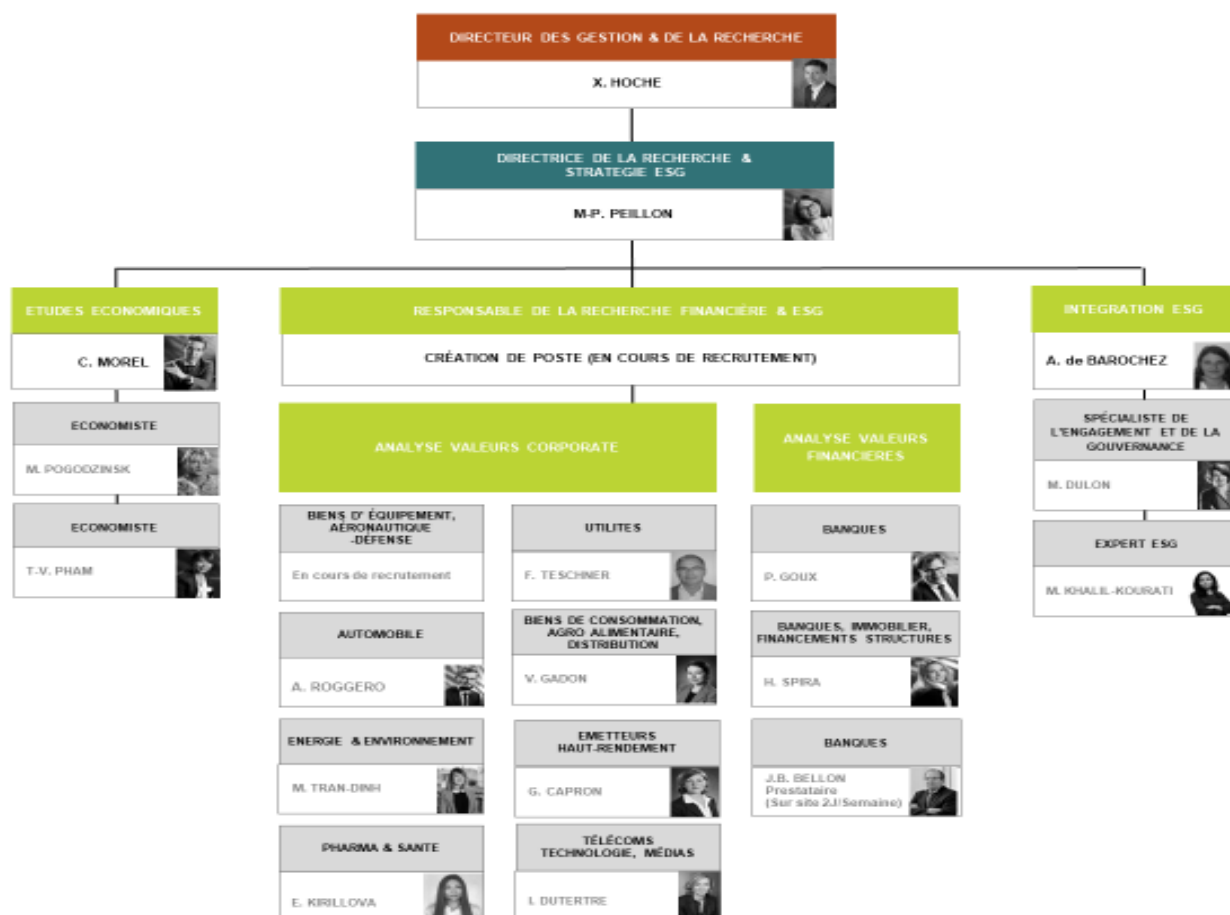 DIRECTEUR DES GESTION & DE LA RECHERCHE
X. HOCHE
DIRECTRICE DE LA RECHERCHE &
STRATEGIE ESG
M-P. PEILLON
ETUDES ECONOMIQUES
C. MOREL
ECONOMISTE
M. POGODZINSK
ECONOMISTE
T-V. PHAM
RESPONSABLE DE LA RECHERCHE FINANCIÈRE & ESG
CRÉATION DE POSTE (EN COURS DE RECRUTEMENT)
ANALYSE VALEURS CORPORATE
BIENS D' ÉQUIPEMENT,
AÉRONAUTIQUE
-DÉFENSE
En cours de recrutement
AUTOMOBILE
A. ROGGERO
ENERGIE & ENVIRONNEMENT
M. TRAN-DINH
PHARMA & SANTE
E. KIRILLOVA
UTILITES
F. TESCHNER
BIENS DE CONSOMMATION,
AGRO ALIMENTAIRE,
DISTRIBUTION
V. GADON
EMETTEURS
HAUT-RENDEMENT
G. CAPRON
TÉLÉCOMS
TECHNOLOGIE, MÉDIAS
I. DUTERTRE
ANALYSE VALEURS
FINANCIERES
BANQUES
P. GOUX
BANQUES, IMMOBILIER,
FINANCEMENTS STRUCTURES
H. SPIRA
BANQUES
J.B. BELLON
Prestataire
(Sur site 2J/Semaine)
INTEGRATION ESG
A. de BAROCHEZ
SPÉCIALISTE DE
L'ENGAGEMENT ET DE LA
GOUVERNANCE
M. DULON
EXPERT ESG
M. KHALIL-KOURATI